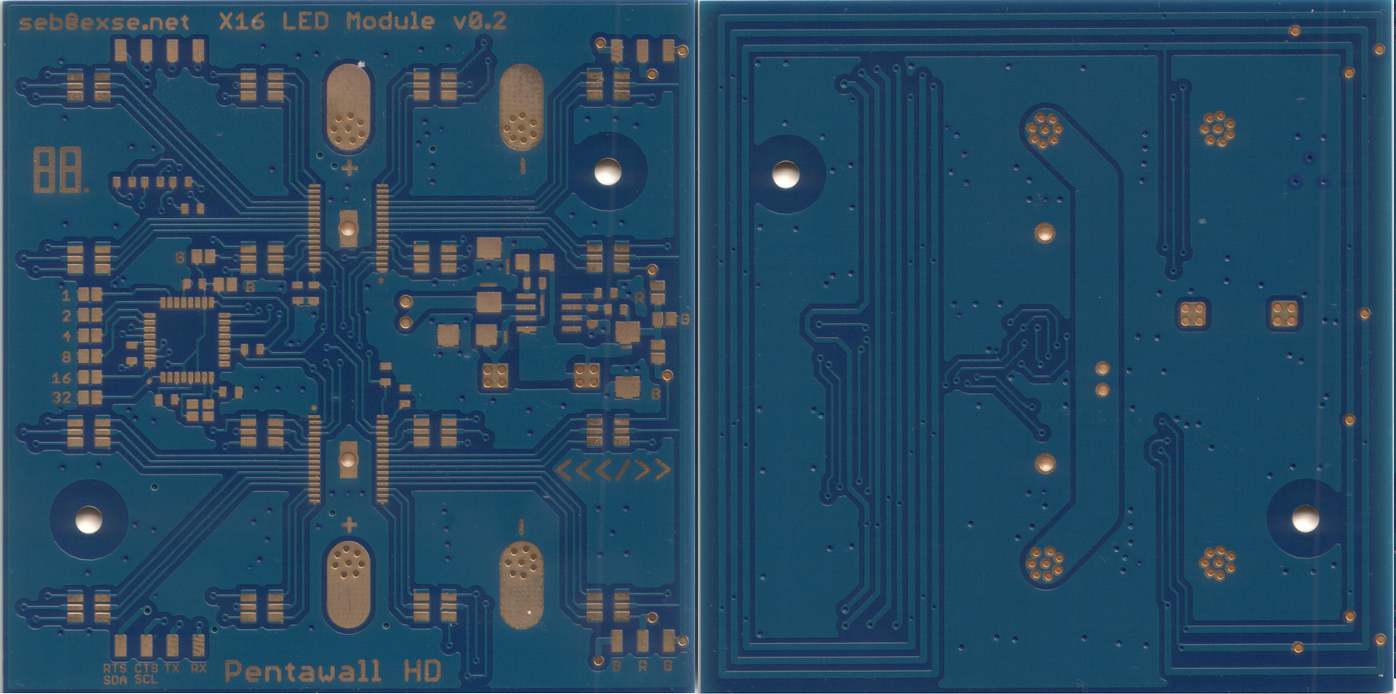 seb@exse.net X16 LED Module v0.2
+
-
88.
G
B
1
2
4
8
16
32
R
G
B
<<</>>
+
-
RTS CTS TX RX
SDA SCL
Pentawall HD
B R G